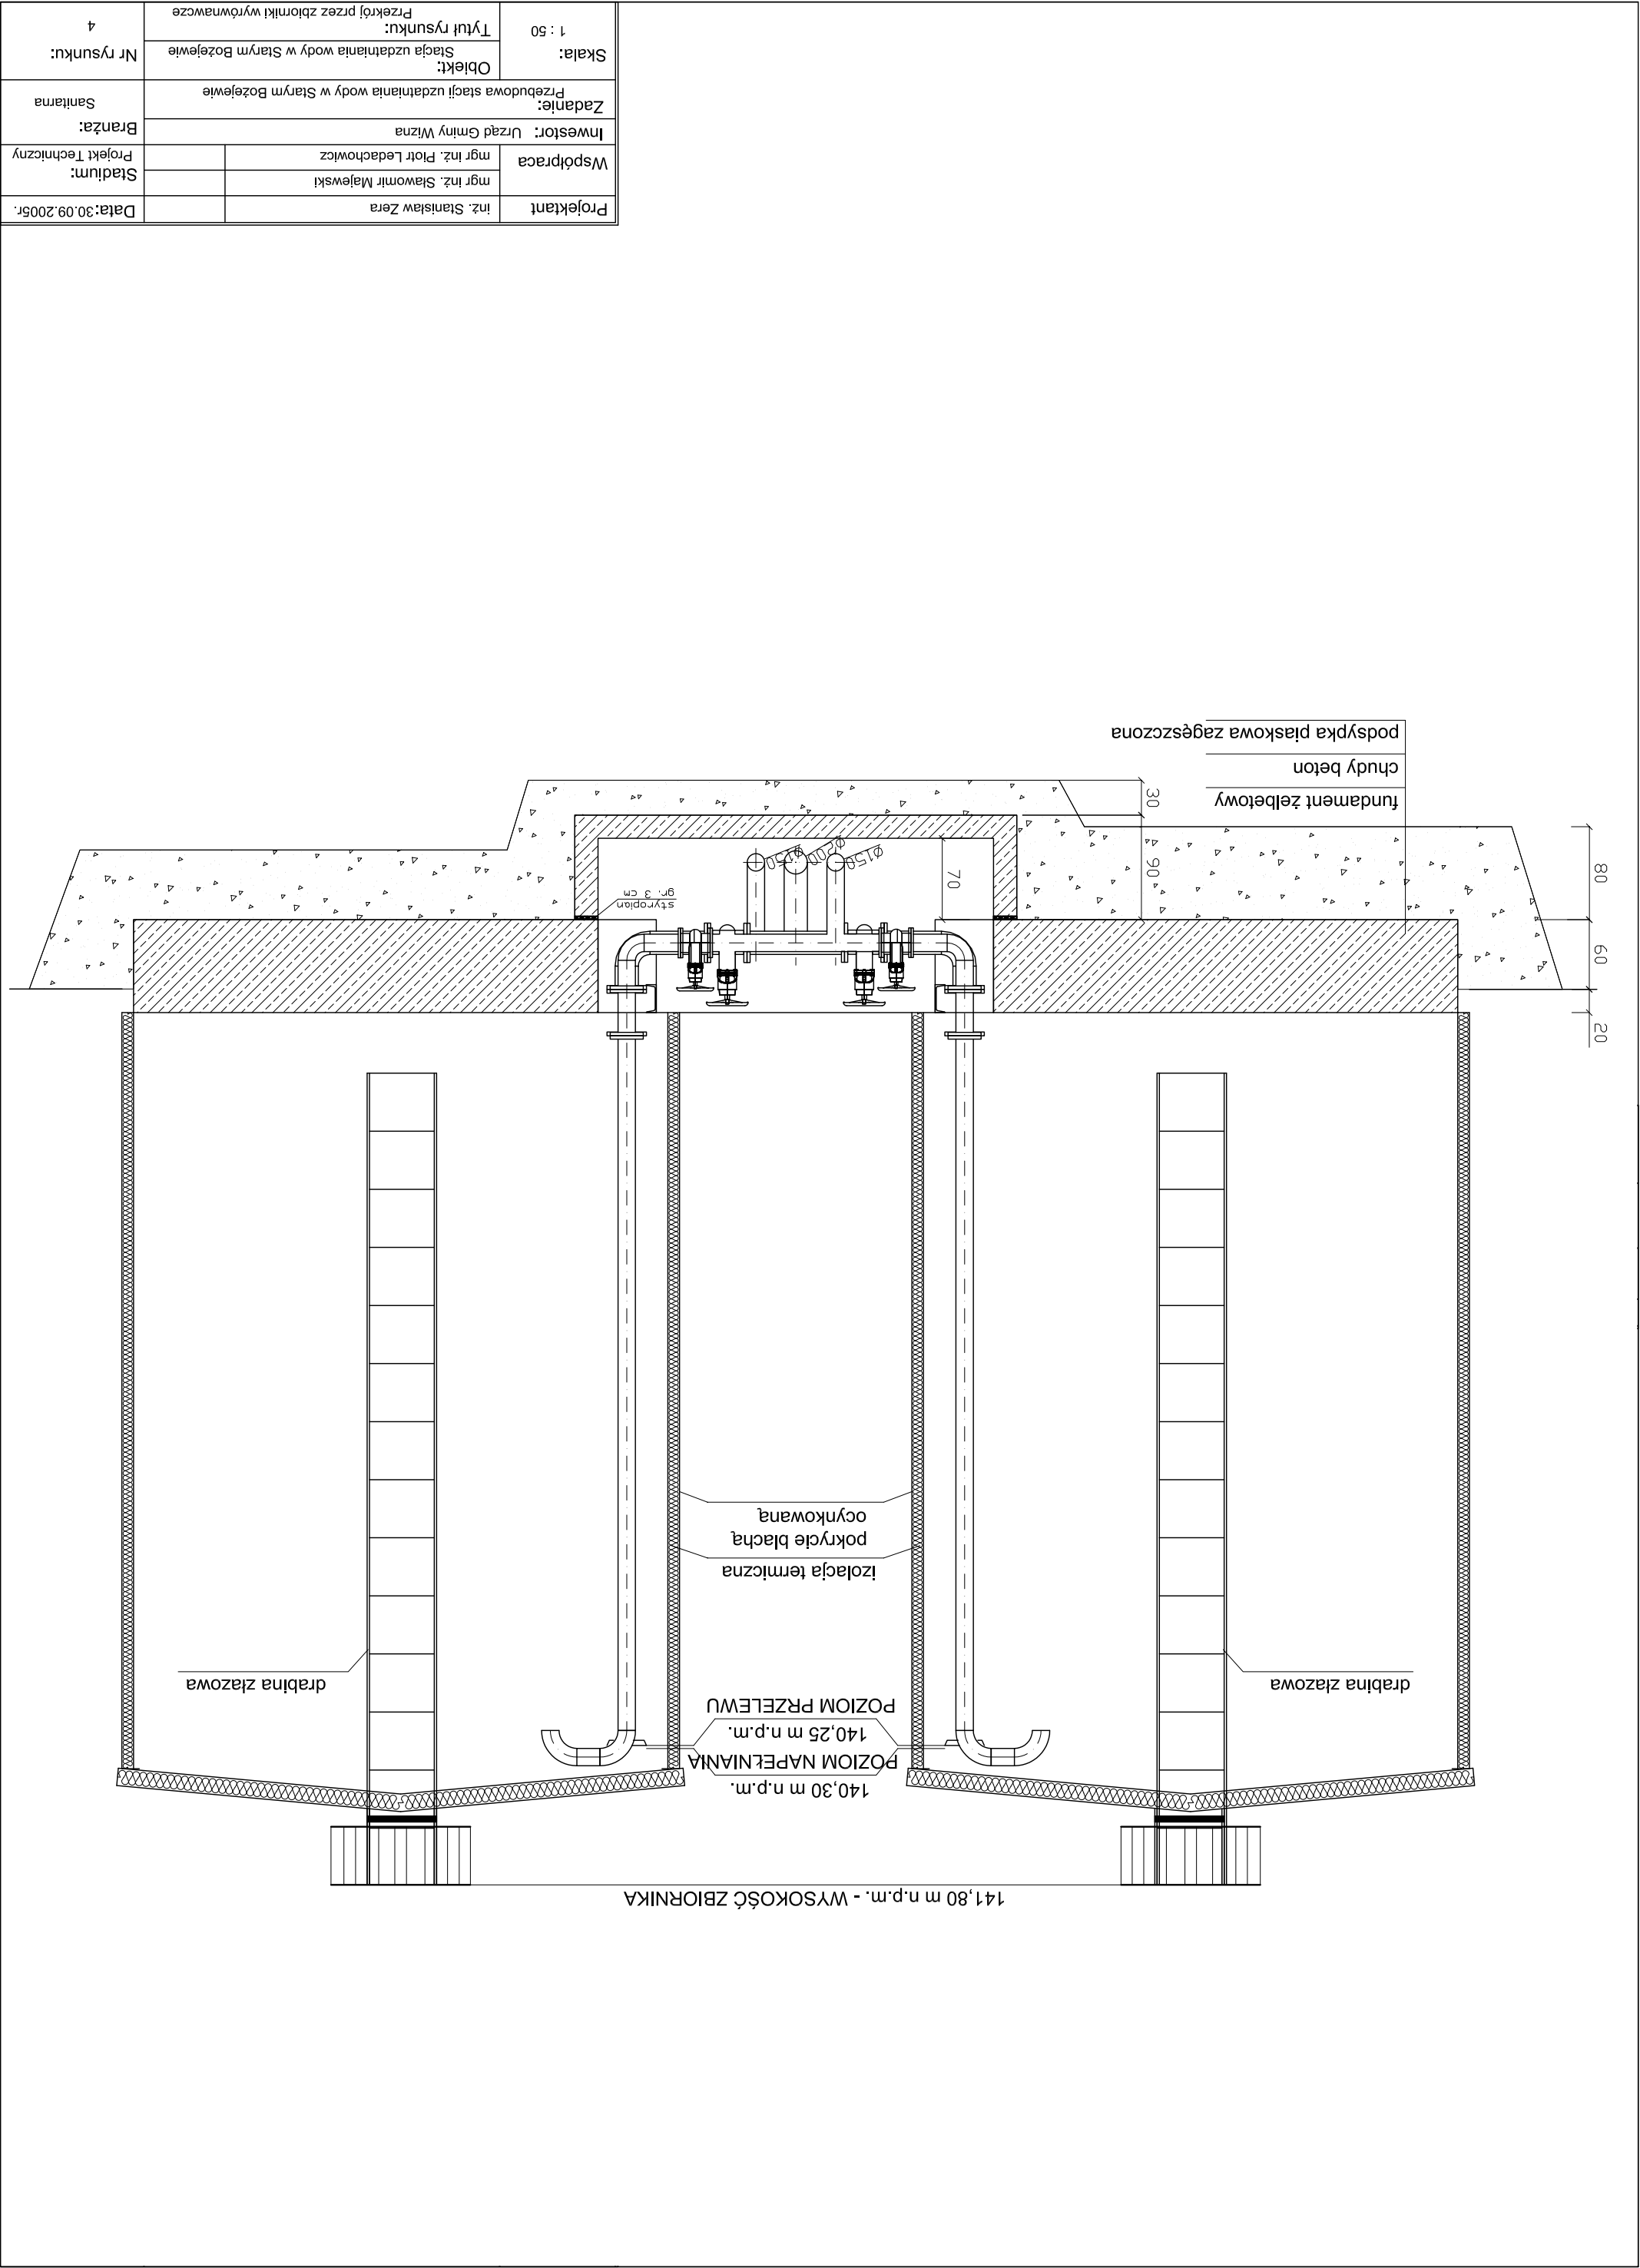 141,80 m n.p.m. - WYSOKOŚĆ ZBIORNIKA
140,30 m n.p.m.
POZIOM NAPEŁNIANIA
140,25 m n.p.m.
POZIOM PRZELEWU
drabina złazowa
drabina złazowa
izolacja termiczna
pokrycie blachą
ocynkowaną
20
60
80
70
90
30
styropian
gr. 3 cm
Ø150
Ø200
Ø150
fundament żelbetowy
chudy beton
podsypka piaskowa zagęszczona
Projektant
inż. Stanisław Zera
Data:30.09.2005r.
Współpraca
mgr inż. Sławomir Majewski
mgr inż. Piotr Ledachowicz
Stadium:
Projekt Techniczny
Inwestor: Urząd Gminy Wizna
Branża:
Sanitarna
Zadanie:
Przebudowa stacji uzdatniania wody w Starym Bożejewie
Skala:
1 : 50
Obiekt:
Stacja uzdatniania wody w Starym Bożejewie
Tytuł rysunku:
Przekrój przez zbiorniki wyrównawcze
Nr rysunku:
4